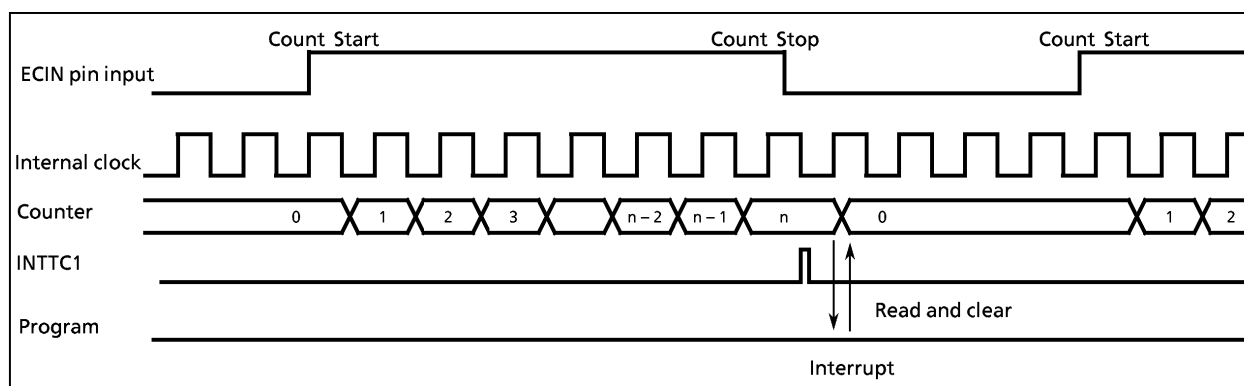 Count Start
Count Stop
Count Start
ECIN pin input
Internal clock
Counter
0
1
2
3
n – 2
n – 1
n
0
1
2
INTTC1
Read and clear
Program
Interrupt